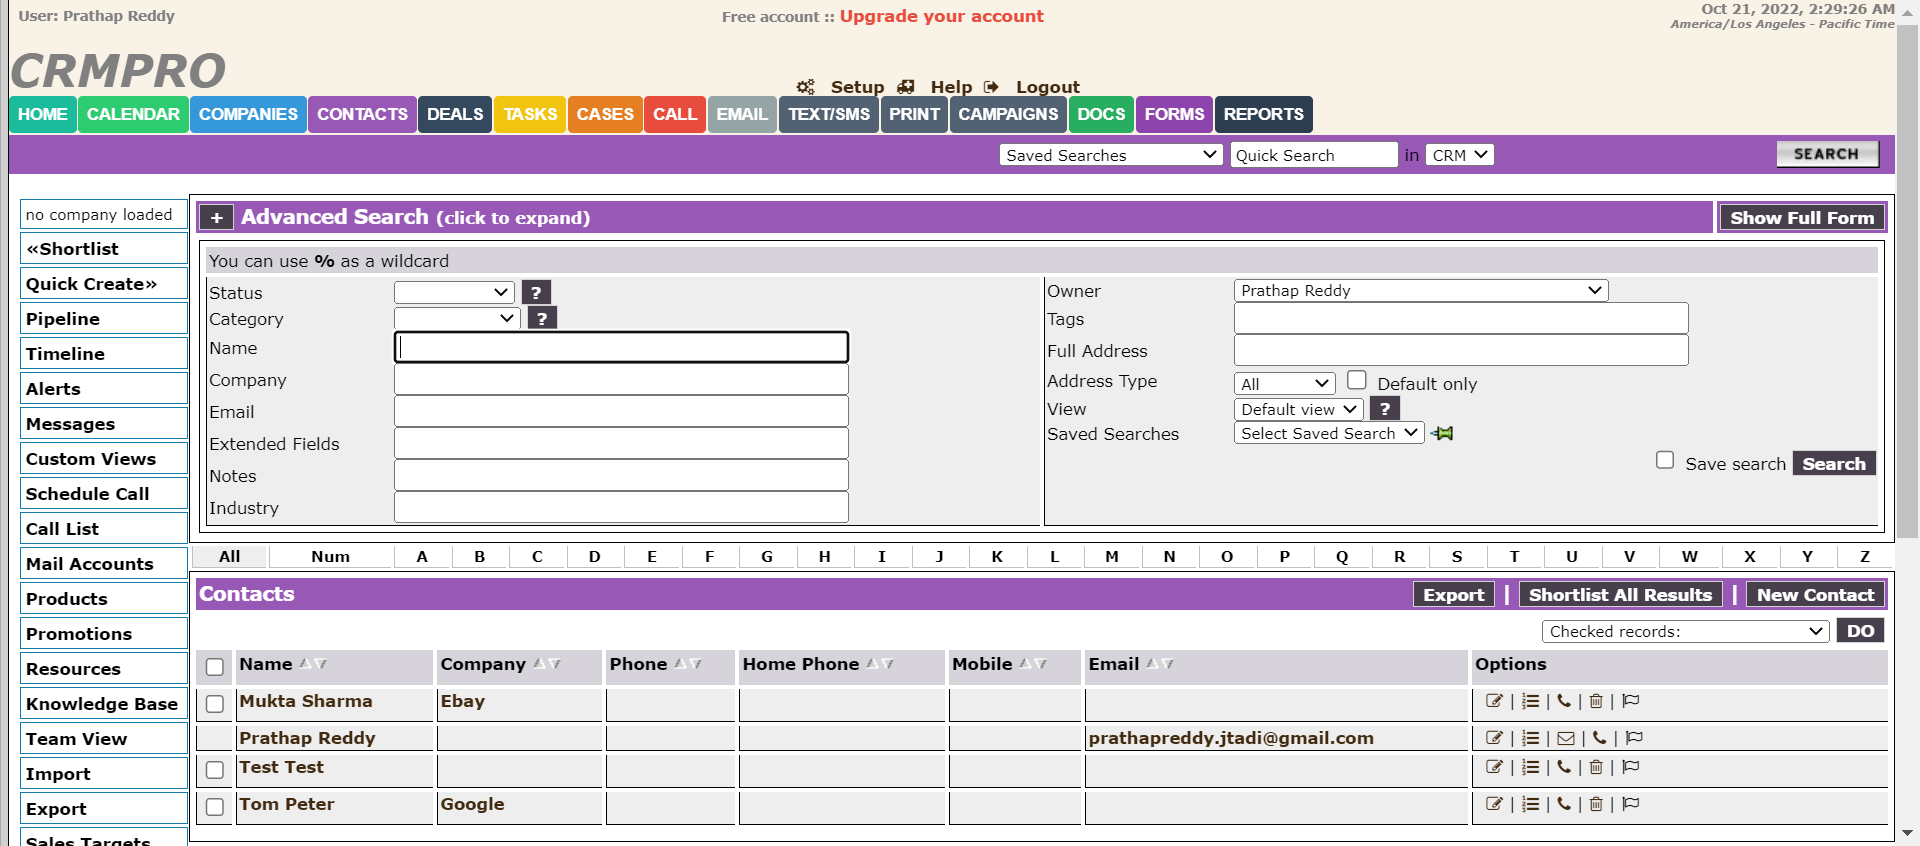 User: Prathap Reddy
Free account :: Upgrade your account
Oct 21, 2022, 2:29:26 AM
America/Los Angeles - Pacific Time
CRMPRO
Setup Help Logout
HOME CALENDAR COMPANIES CONTACTS DEALS TASKS CASES CALL EMAIL TEXT/SMS PRINT CAMPAIGNS DOCS FORMS REPORTS
Saved Searches Quick Search in CRM SEARCH
no company loaded
«Shortlist
Quick Create»
Pipeline
Timeline
Alerts
Messages
Custom Views
Schedule Call
Call List
Mail Accounts
Products
Promotions
Resources
Knowledge Base
Team View
Import
Export
Sales Targets
+ Advanced Search (click to expand) Show Full Form
You can use % as a wildcard
Status ?
Category ?
Name
Company
Email
Extended Fields
Notes
Industry
Owner Prathap Reddy
Tags
Full Address
Address Type All Default only
View Default view ?
Saved Searches Select Saved Search
Save search Search
All Num A B C D E F G H I J K L M N O P Q R S T U V W X Y Z
Contacts Export | Shortlist All Results | New Contact
Checked records: DO
Name Company Phone Home Phone Mobile Email Options
Mukta Sharma Ebay | | | |
Prathap Reddy prathapreddy.jtadi@gmail.com | | | |
Test Test | | | |
Tom Peter Google | | | |